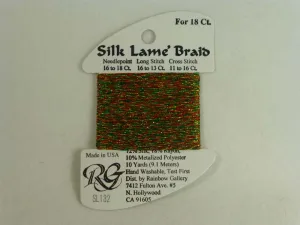 For 18 Ct.
Silk Lame' Braid
Needlepoint Long Stitch Cross Stitch
16 to 18 Ct. 16 to 13 Ct. 11 to 16 Ct.
Made in USA
RG
SL132
10% Metalized Polyester
10 Yards (9.1 Meters)
Hand Washable, Test First
Dist. by Rainbow Gallery
7412 Fulton Ave. #5
N. Hollywood
CA 91605